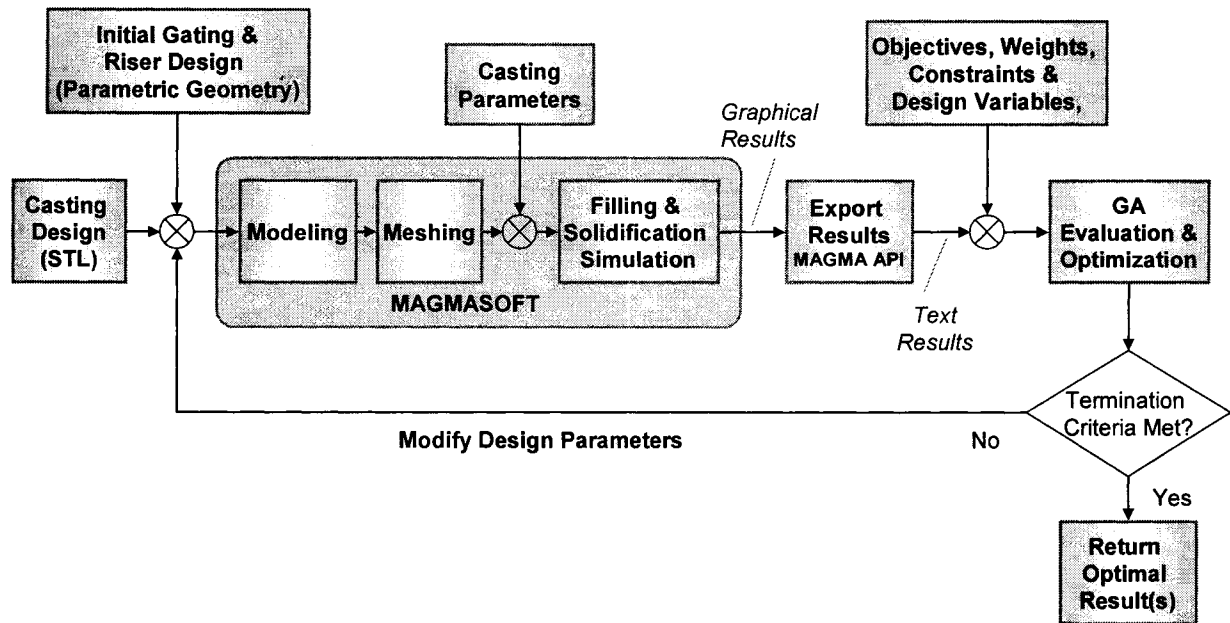 Initial Gating &
Riser Design
(Parametric Geometry)
Casting
Parameters
Objectives, Weights,
Constraints &
Design Variables,
Graphical
Results
Casting
Design
(STL)
Modeling
Meshing
Filling &
Solidification
Simulation
MAGMASOFT
Export
Results
MAGMA API
Text
Results
GA
Evaluation &
Optimization
Termination
Criteria Met?
No
Modify Design Parameters
Yes
Return
Optimal
Result(s)